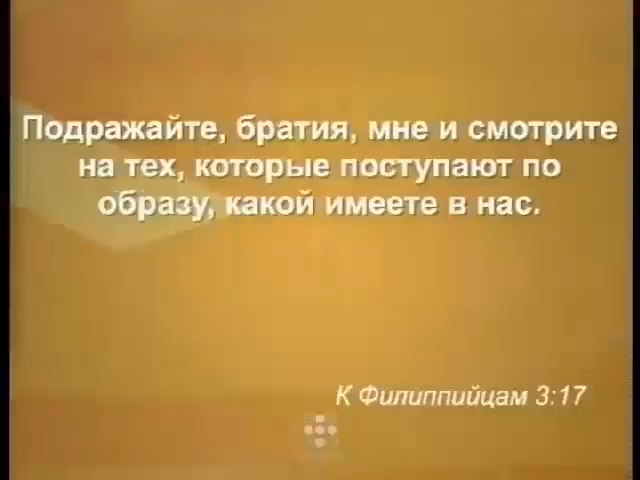 Подражайте, братия, мне и смотрите
на тех, которые поступают по
образу, какой имеете в нас.
К Филиппийцам 3:17